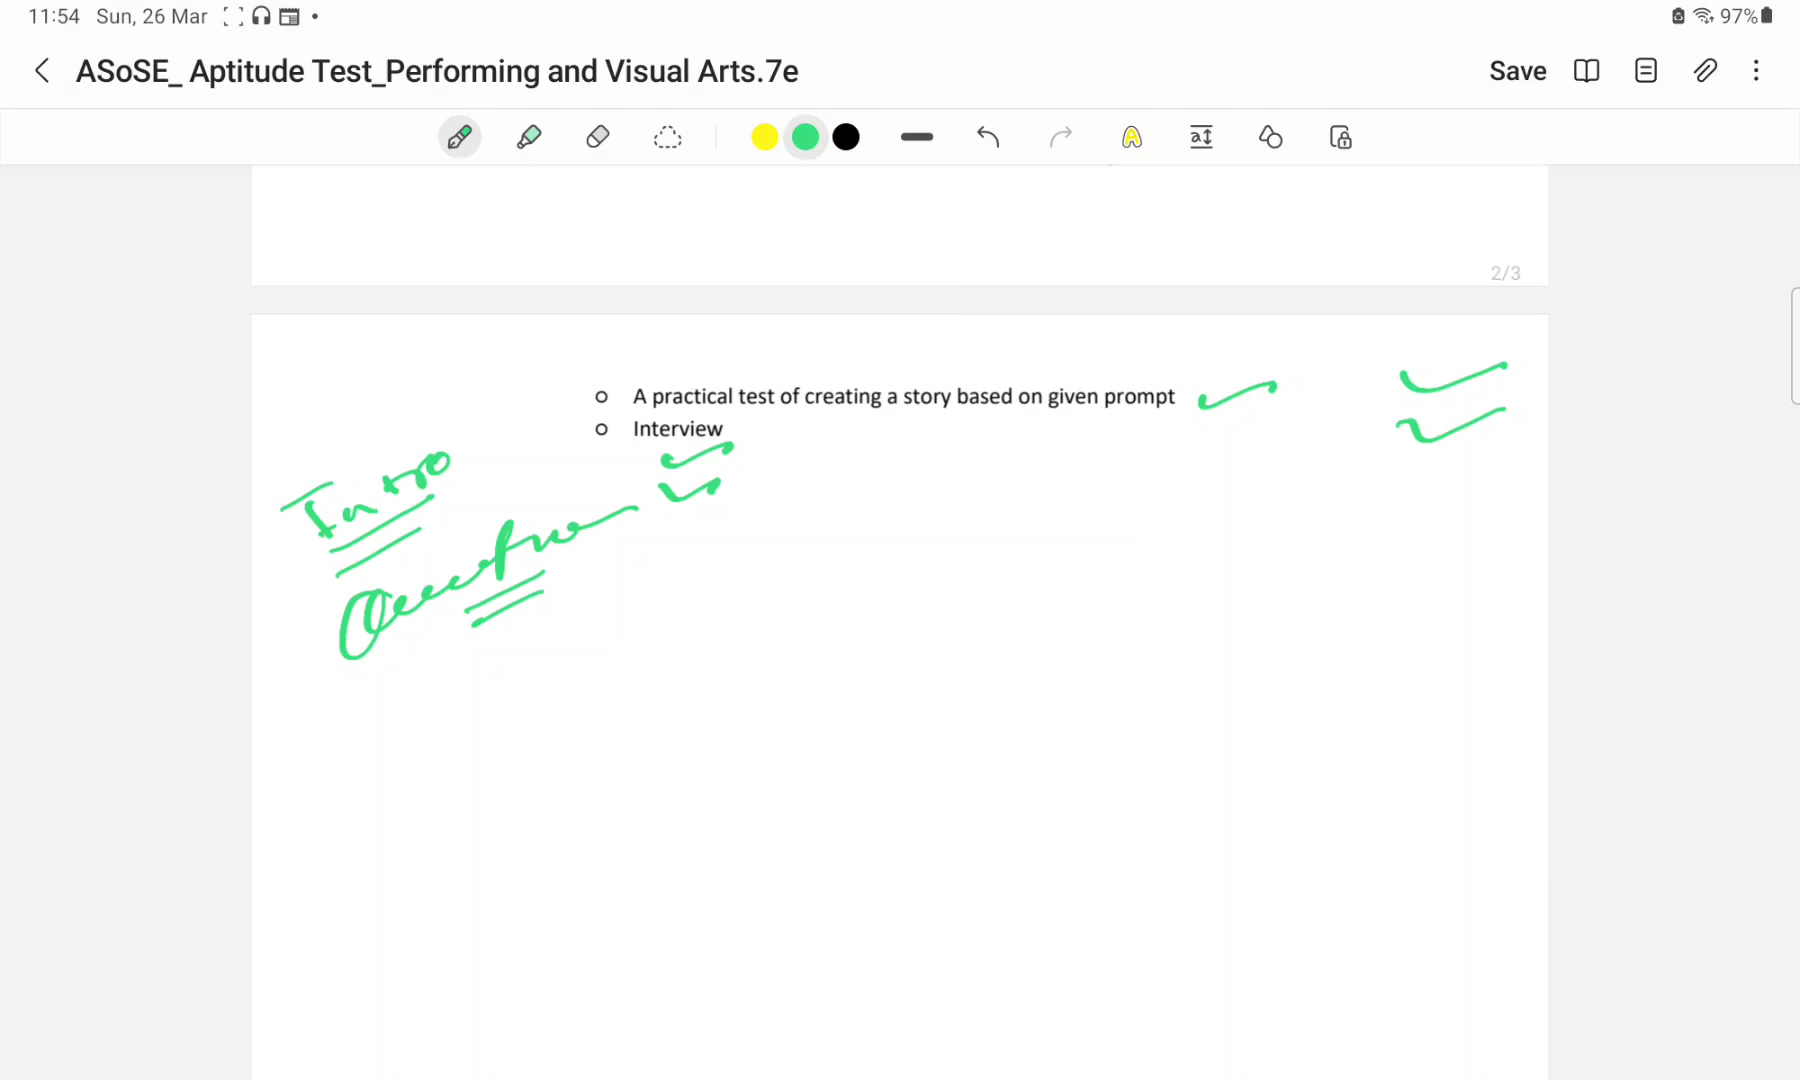 11:54 Sun, 26 Mar 97%
ASoSE_ Aptitude Test_Performing and Visual Arts.7e Save
2/3
A practical test of creating a story based on given prompt
Interview
Intro